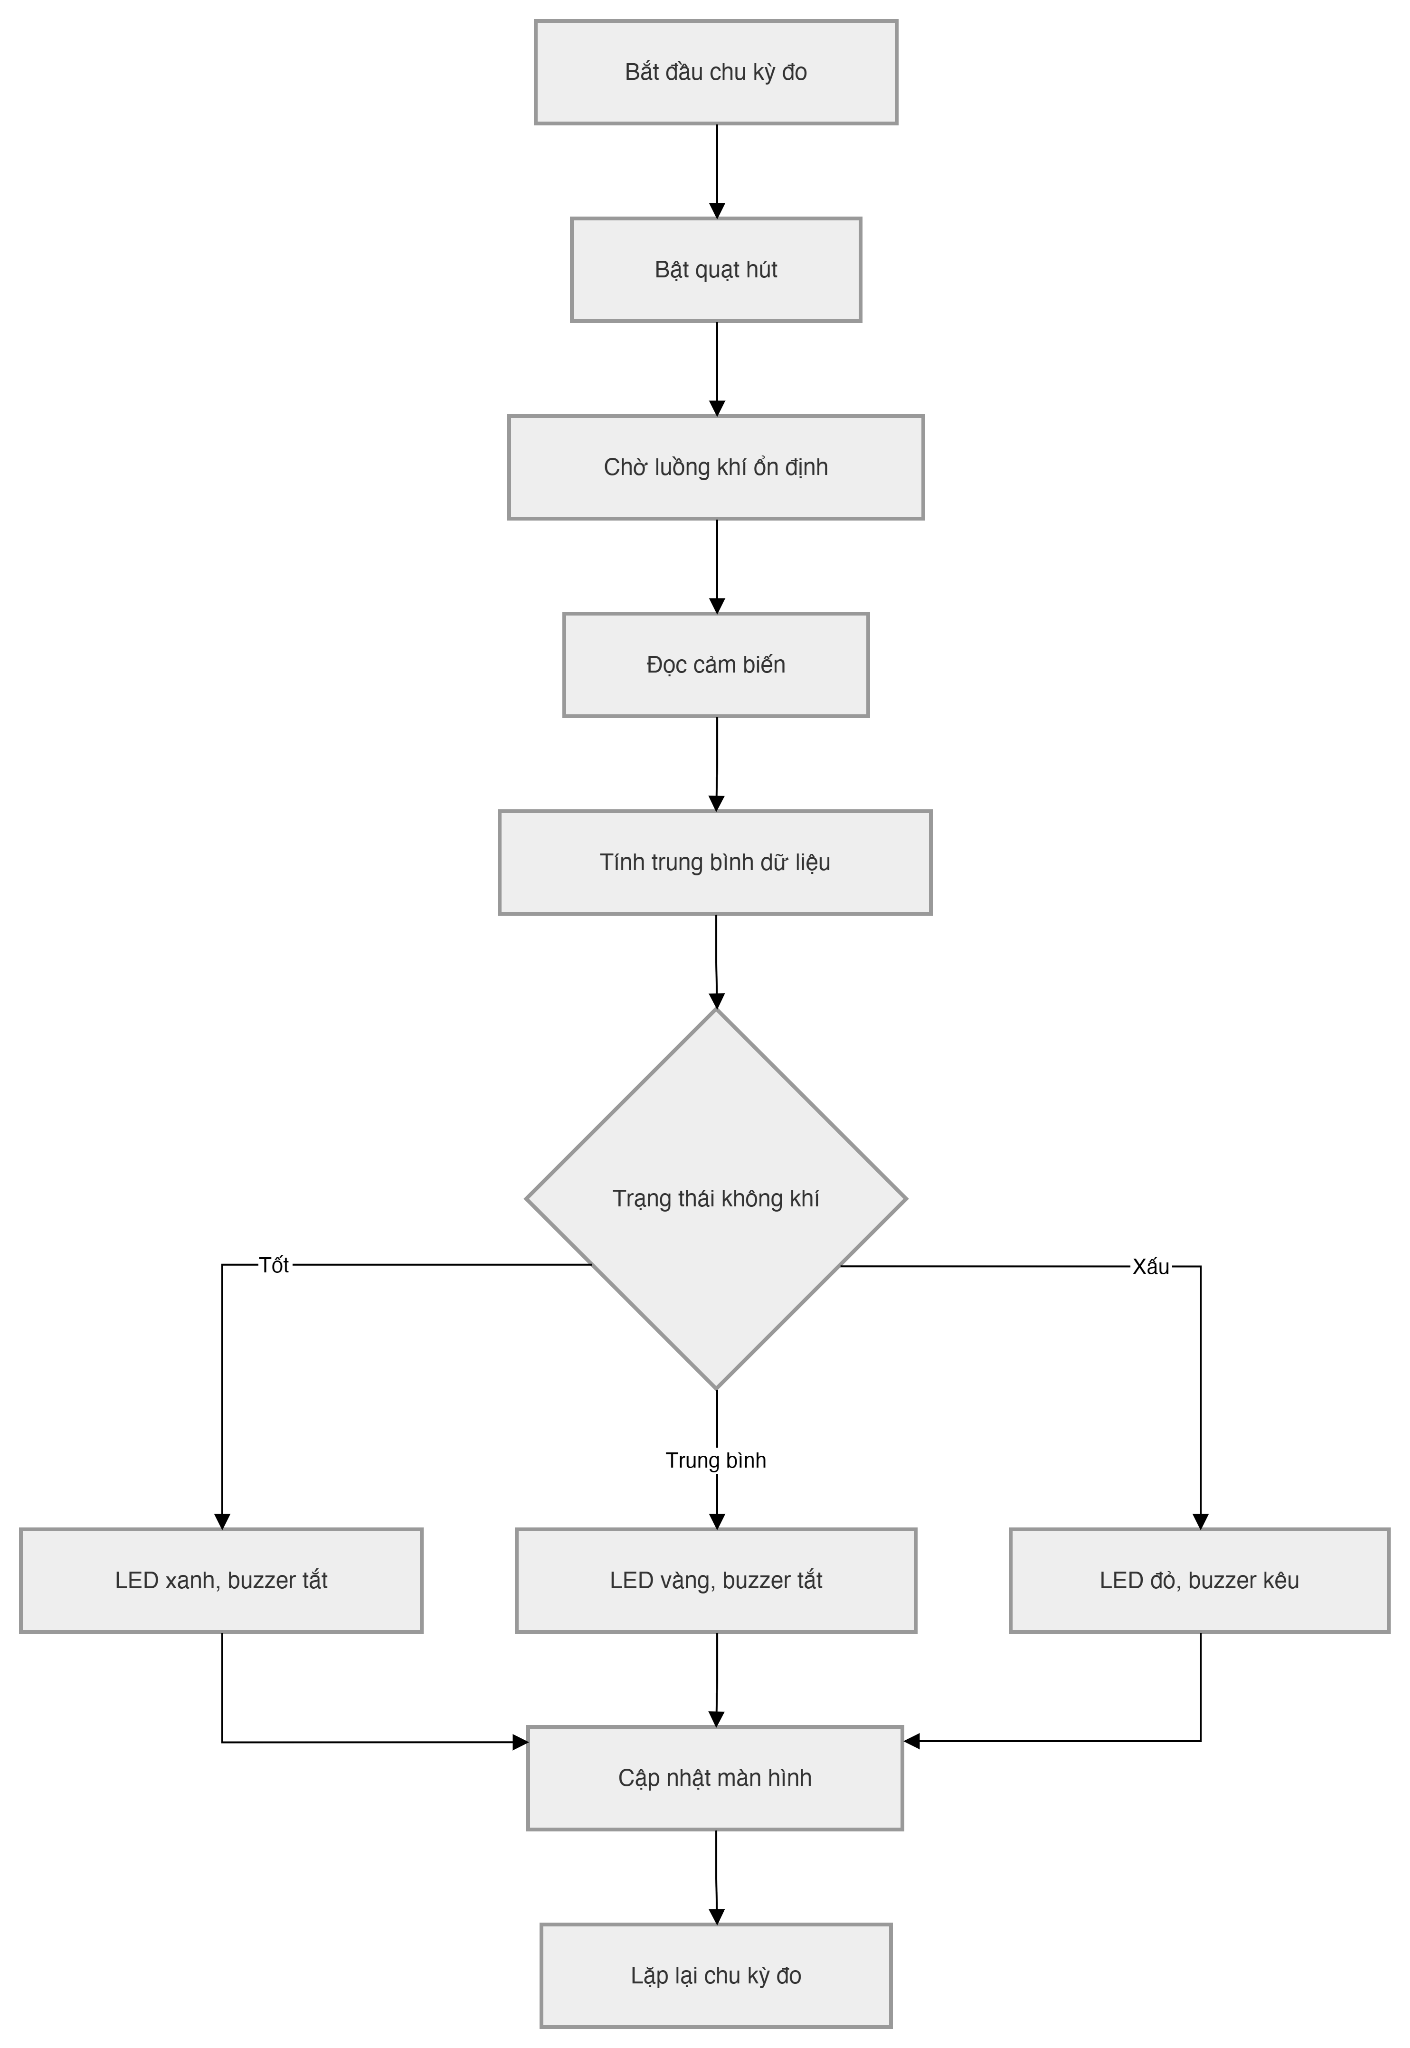 Bắt đầu chu kỳ đo
Bật quạt hút
Chờ luồng khí ổn định
Đọc cảm biến
Tính trung bình dữ liệu
Trạng thái không khí
Tốt
Xấu
Trung bình
LED xanh, buzzer tắt
LED vàng, buzzer tắt
LED đỏ, buzzer kêu
Cập nhật màn hình
Lặp lại chu kỳ đo